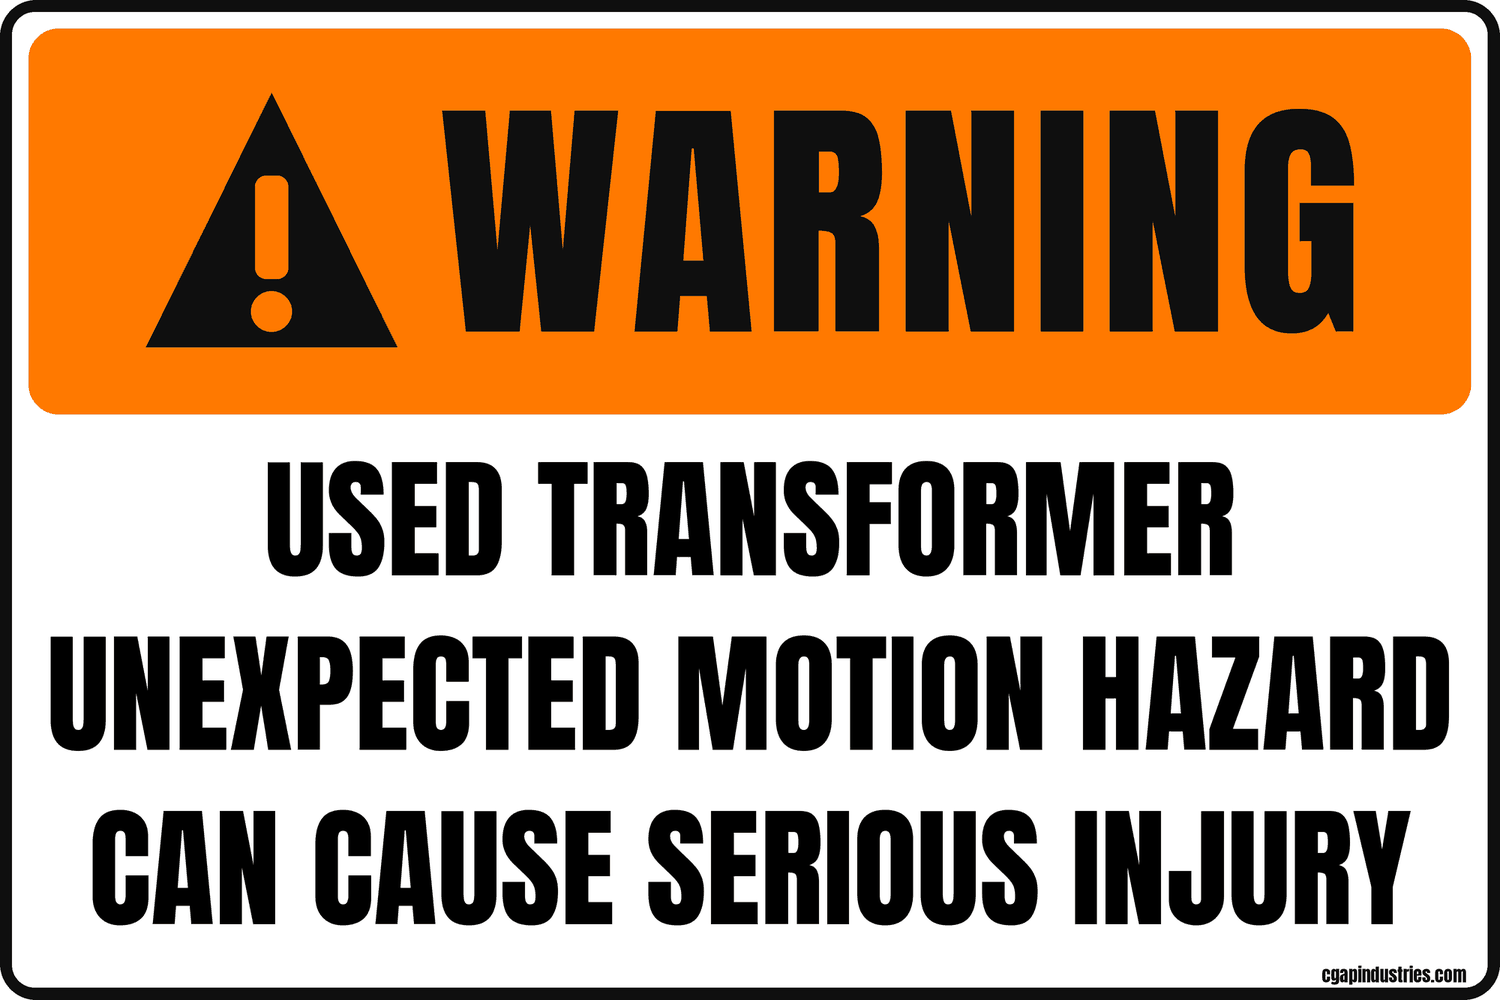 WARNING
USED TRANSFORMER
UNEXPECTED MOTION HAZARD
CAN CAUSE SERIOUS INJURY
cgapindustries.com